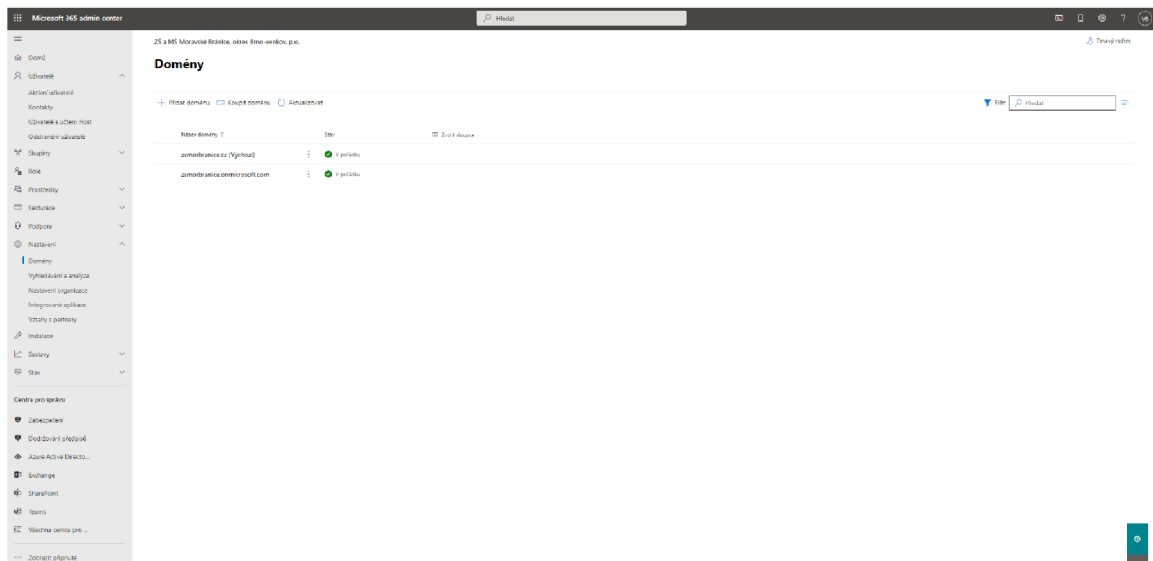 Microsoft 365 admin center
Hledat
?
VB
ZŠ a MŠ Moravské Bránice, okres Brno-venkov, p.o.
Tmavý režim
Domény
Přidat doménu
Koupit doménu
Aktualizovat
Filtr
Hledat
Název domény ↑
Stav
Zvolit sloupce
zsmorbranice.cz (Výchozí)
V pořádku
zsmorbranice.onmicrosoft.com
V pořádku
Domů
Uživatelé
Aktivní uživatelé
Kontakty
Uživatelé s účtem Host
Odstranění uživatelé
Skupiny
Role
Prostředky
Fakturace
Podpora
Nastavení
Domény
Vyhledávání a analýza
Nastavení organizace
Integrované aplikace
Vztahy s partnery
Instalace
Sestavy
Stav
Centra pro správu
Zabezpečení
Dodržování předpisů
Azure Active Directo...
Exchange
SharePoint
Teams
Všechna centra pro ...
Zobrazit připnuté